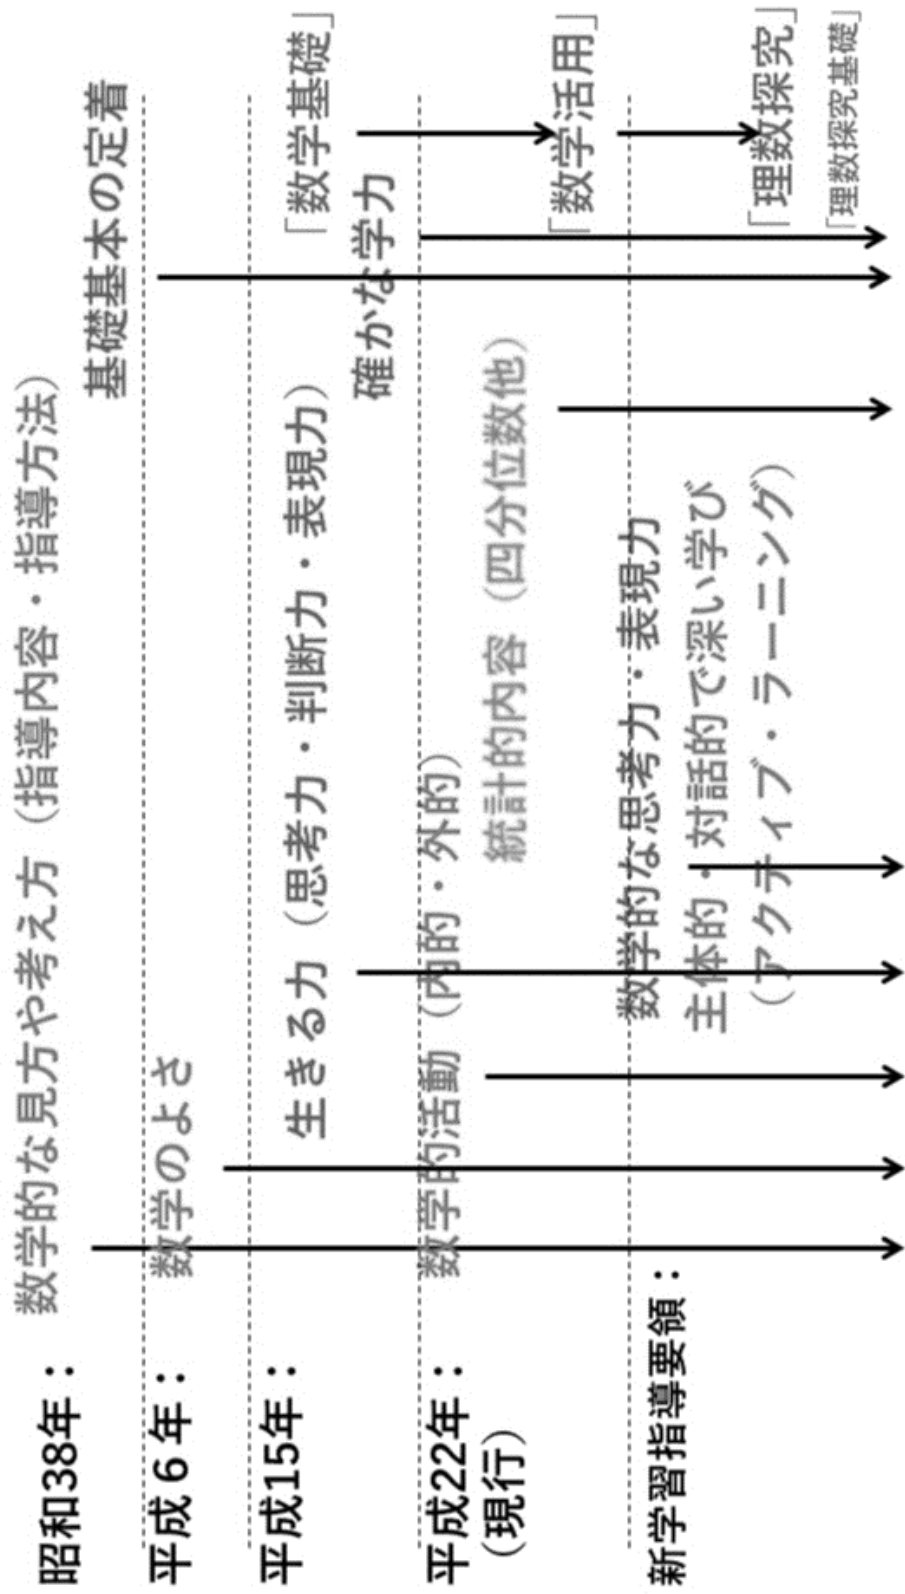 昭和38年：
数学的な見方や考え方（指導内容・指導方法）
基礎基本の定着
平成６年：
数学のよさ
平成15年：
生きる力（思考力・判断力・表現力）
「数学基礎」
確かな学力
平成22年：
（現行）
数学的活動（内的・外的）
統計的内容（四分位数他）
「数学活用」
新学習指導要領：
数学的な思考力・表現力
主体的・対話的で深い学び
（アクティブ・ラーニング）
「理数探究」
「理数探究基礎」